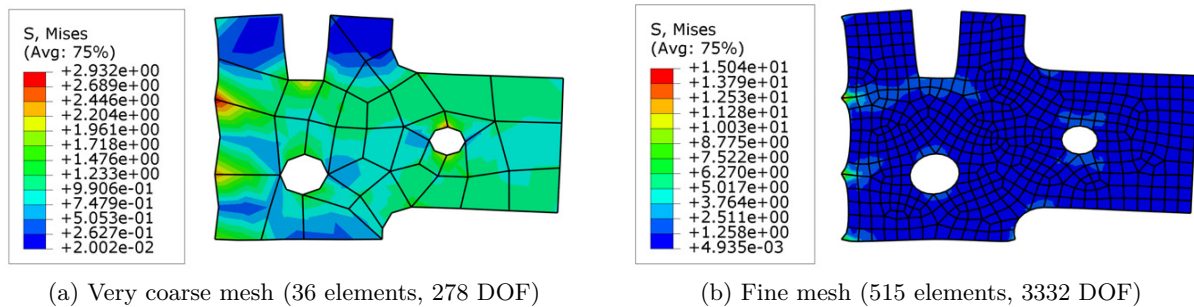 S, Mises
(Avg: 75%)
+2.932e+00
+2.689e+00
+2.446e+00
+2.204e+00
+1.961e+00
+1.718e+00
+1.476e+00
+1.233e+00
+9.906e-01
+7.479e-01
+5.053e-01
+2.627e-01
+2.002e-02
(a) Very coarse mesh (36 elements, 278 DOF)
S, Mises
(Avg: 75%)
+1.504e+01
+1.379e+01
+1.253e+01
+1.128e+01
+1.003e+01
+8.775e+00
+7.522e+00
+6.270e+00
+5.017e+00
+3.764e+00
+2.511e+00
+1.258e+00
+4.935e-03
(b) Fine mesh (515 elements, 3332 DOF)